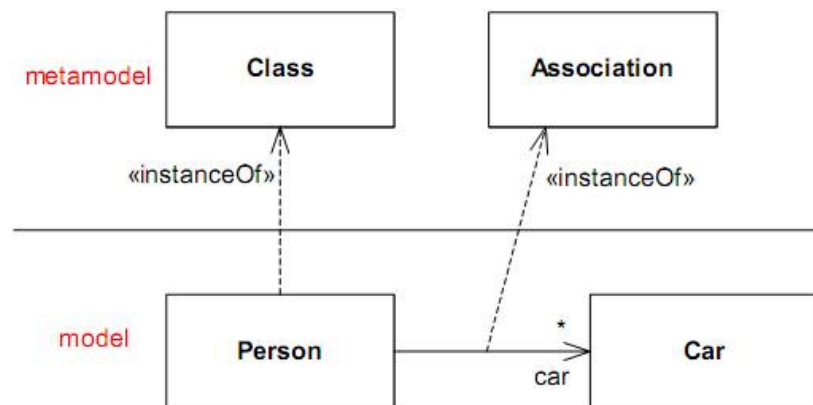 Class
Association
metamodel
«instanceOf»
«instanceOf»
model
Person
*
car
Car